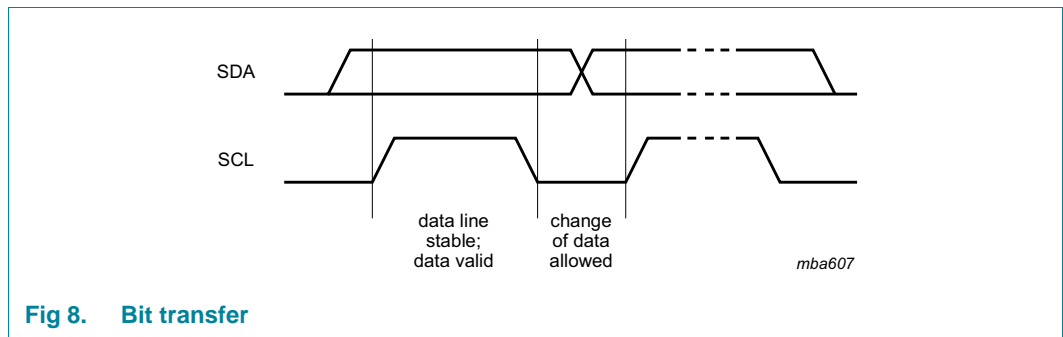 SDA
SCL
data line
stable;
data valid
change
of data
allowed
mba607
Fig 8. Bit transfer